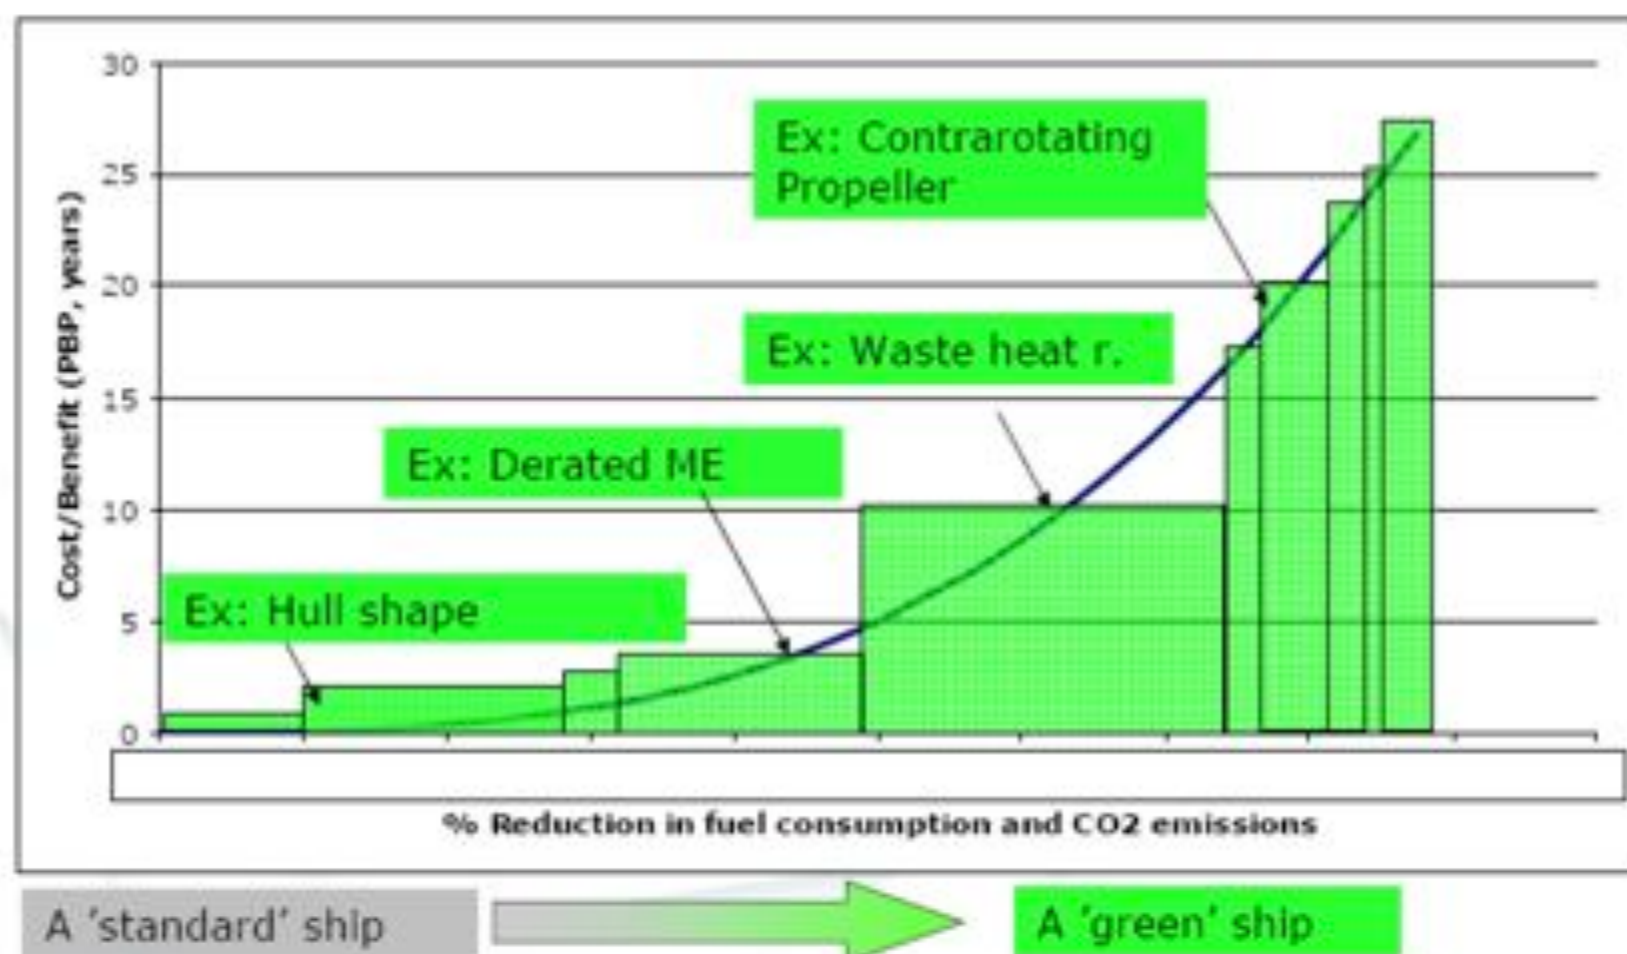 30
25
20
15
10
5
0
Cost/Benefit (PBP, years)
Ex: Contrarotating
Propeller
Ex: Waste heat r.
Ex: Derated ME
Ex: Hull shape
% Reduction in fuel consumption and CO2 emissions
A ‘standard’ ship
A ‘green’ ship